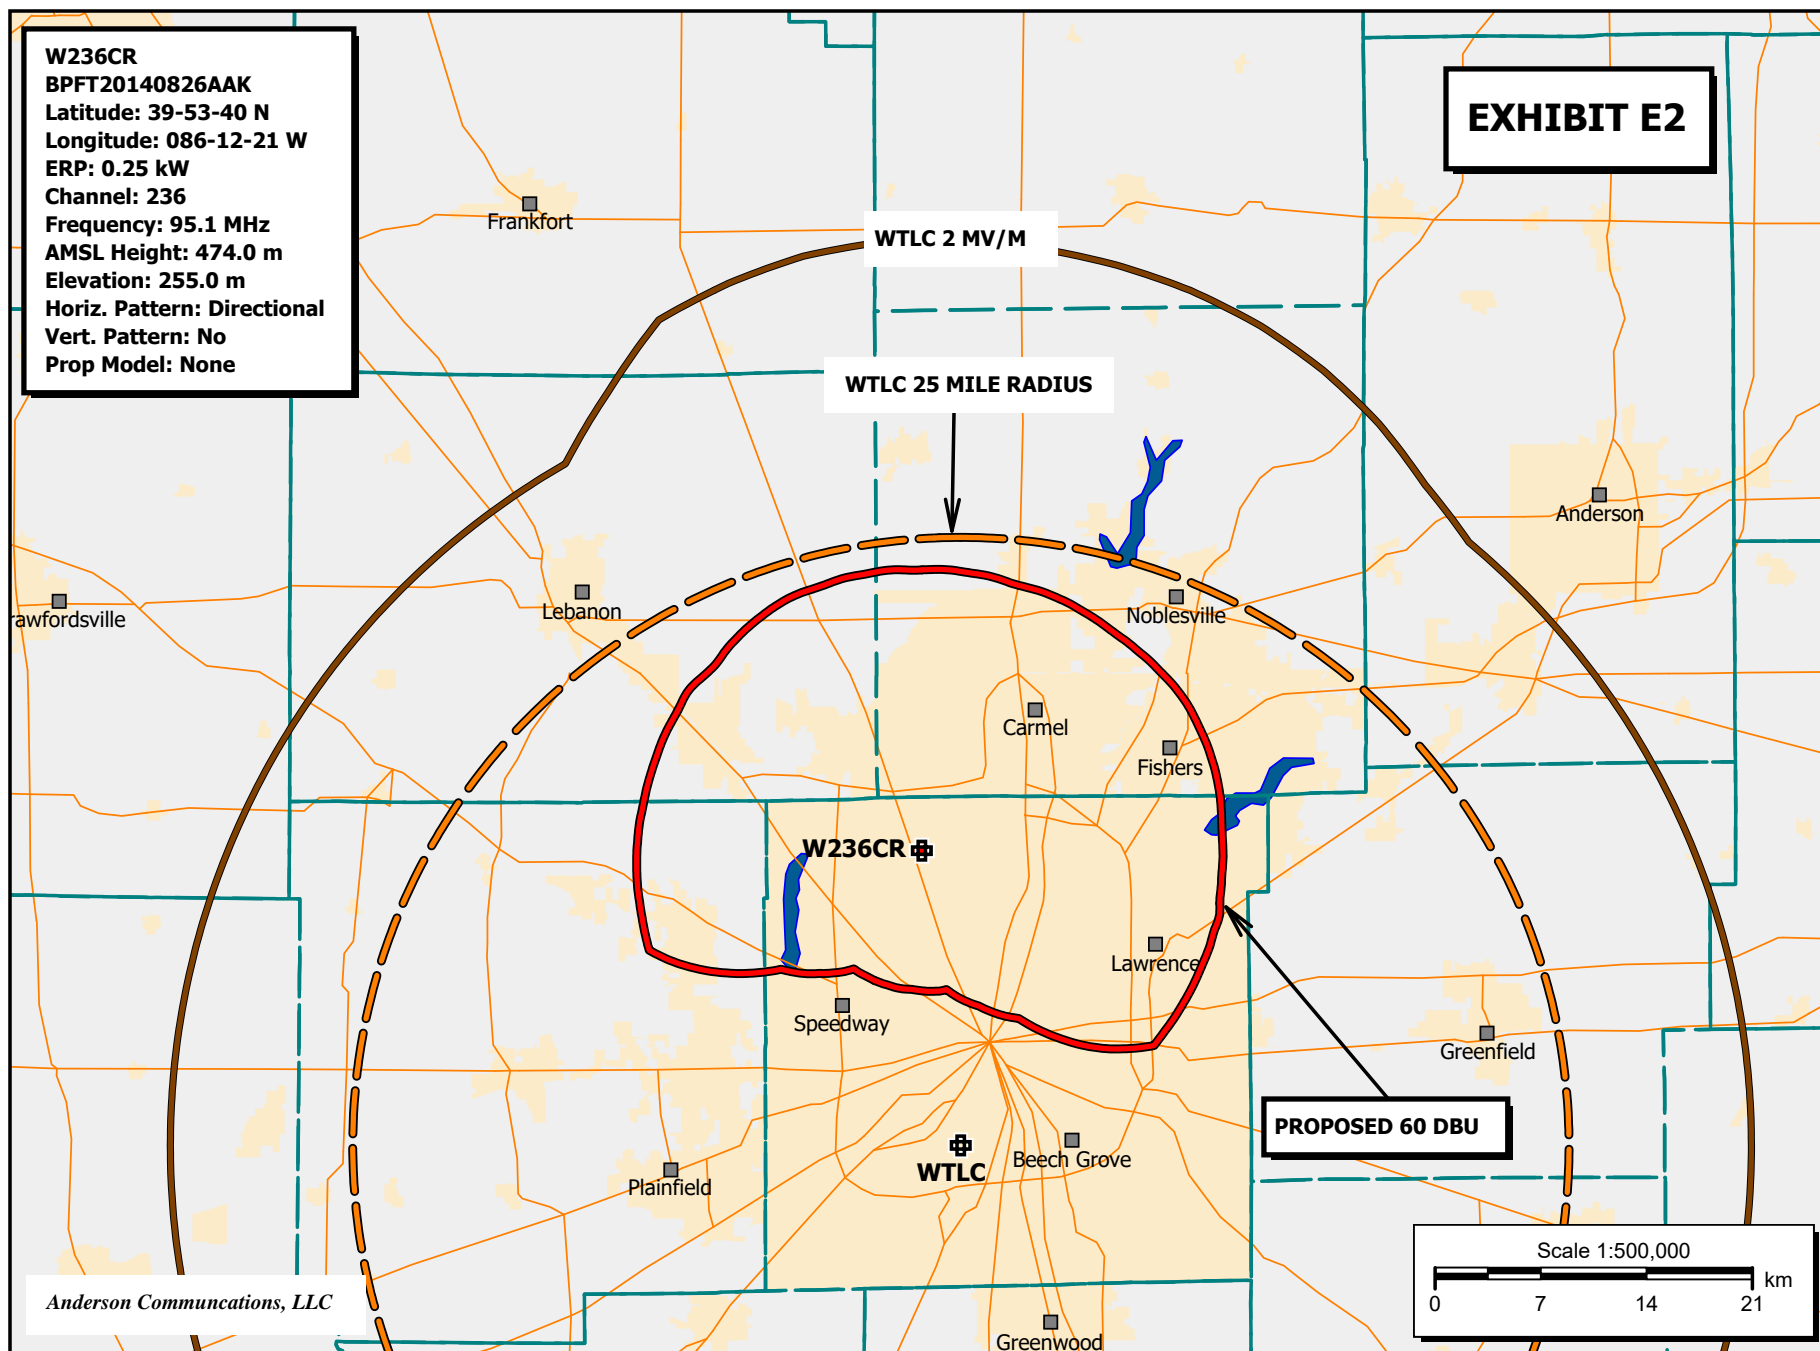 W236CR
BPFT20140826AAK
Latitude: 39-53-40 N
Longitude: 086-12-21 W
ERP: 0.25 kW
Channel: 236
Frequency: 95.1 MHz
AMSL Height: 474.0 m
Elevation: 255.0 m
Horiz. Pattern: Directional
Vert. Pattern: No
Prop Model: None
EXHIBIT E2
Frankfort
WTLC 2 MV/M
WTLC 25 MILE RADIUS
Anderson
rawfordsville
Lebanon
Noblesville
Carmel
Fishers
W236CR
Lawrence
Speedway
Greenfield
PROPOSED 60 DBU
Beech Grove
WTLC
Plainfield
Scale 1:500,000
km
0 7 14 21
Anderson Communcations, LLC
Greenwood